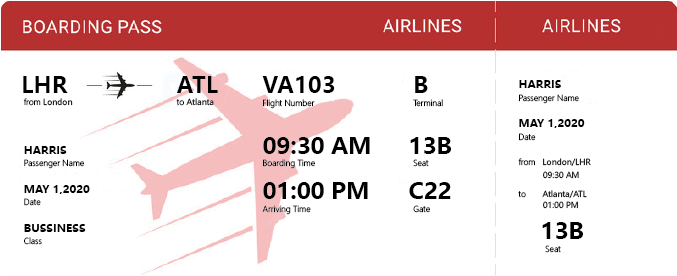 BOARDING PASS
AIRLINES
AIRLINES
LHR
from London
ATL
to Atlanta
VA103
Flight Number
B
Terminal
HARRIS
Passenger Name
09:30 AM
Boarding Time
13B
Seat
MAY 1,2020
Date
01:00 PM
Arriving Time
C22
Gate
BUSSINESS
Class
HARRIS
Passenger Name
MAY 1,2020
Date
from London/LHR
09:30 AM
to Atlanta/ATL
01:00 PM
13B
Seat